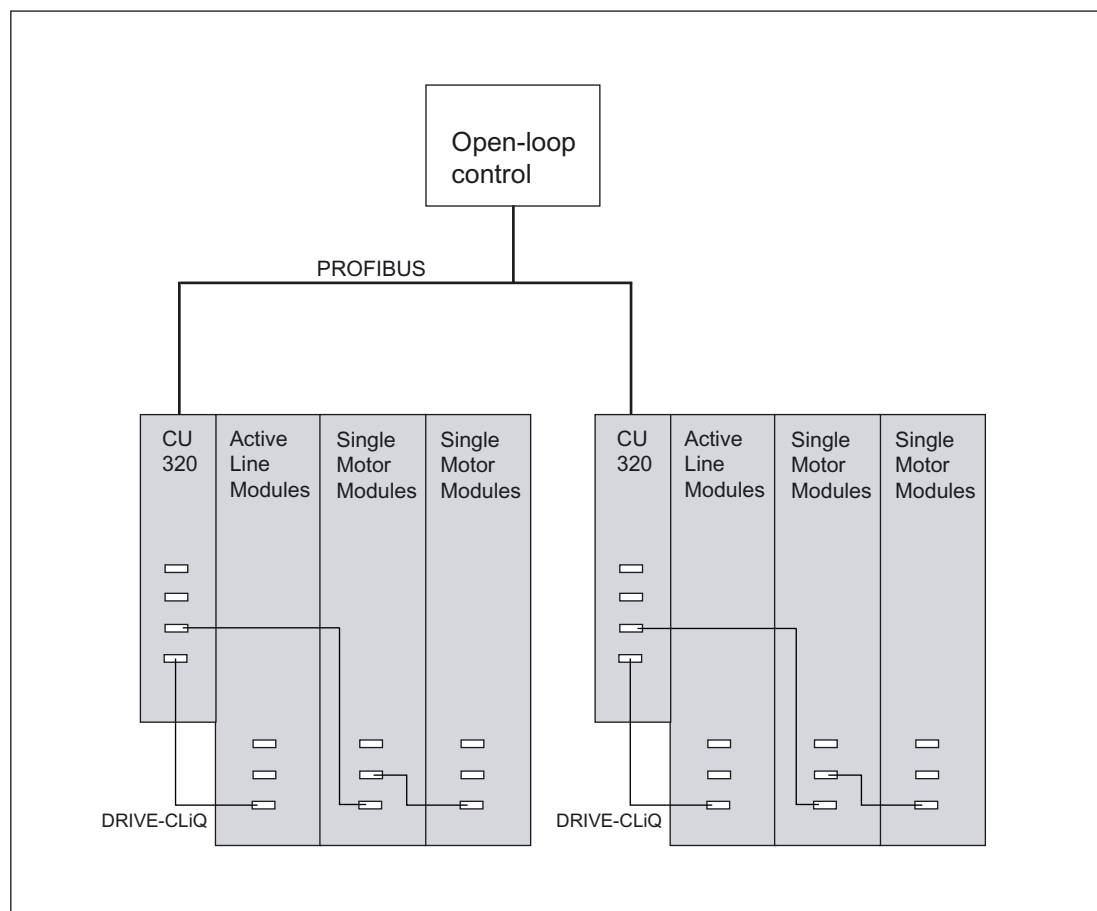 Open-loop
control
PROFIBUS
CU
320
Active
Line
Modules
Single
Motor
Modules
Single
Motor
Modules
CU
320
Active
Line
Modules
Single
Motor
Modules
Single
Motor
Modules
DRIVE-CLiQ
DRIVE-CLiQ